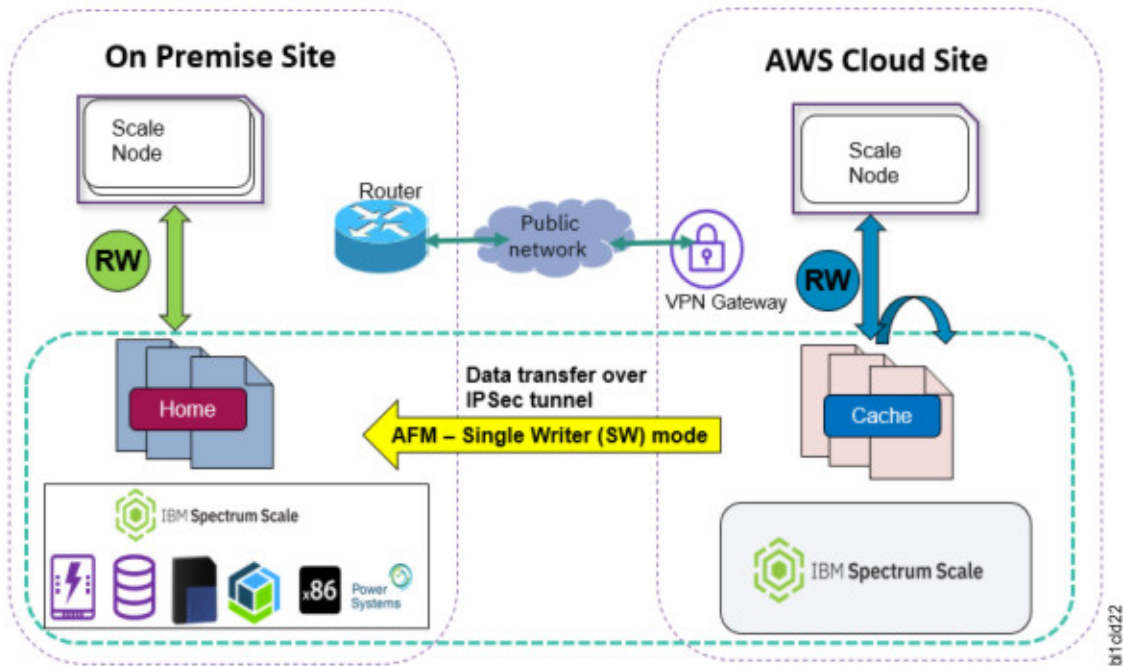 On Premise Site
AWS Cloud Site
Scale
Node
Scale
Node
Router
Public
network
RW
RW
VPN Gateway
Data transfer over
IPSec tunnel
Home
AFM – Single Writer (SW) mode
Cache
IBM Spectrum Scale
x86
Power
Systems
IBM Spectrum Scale
bl1cld22